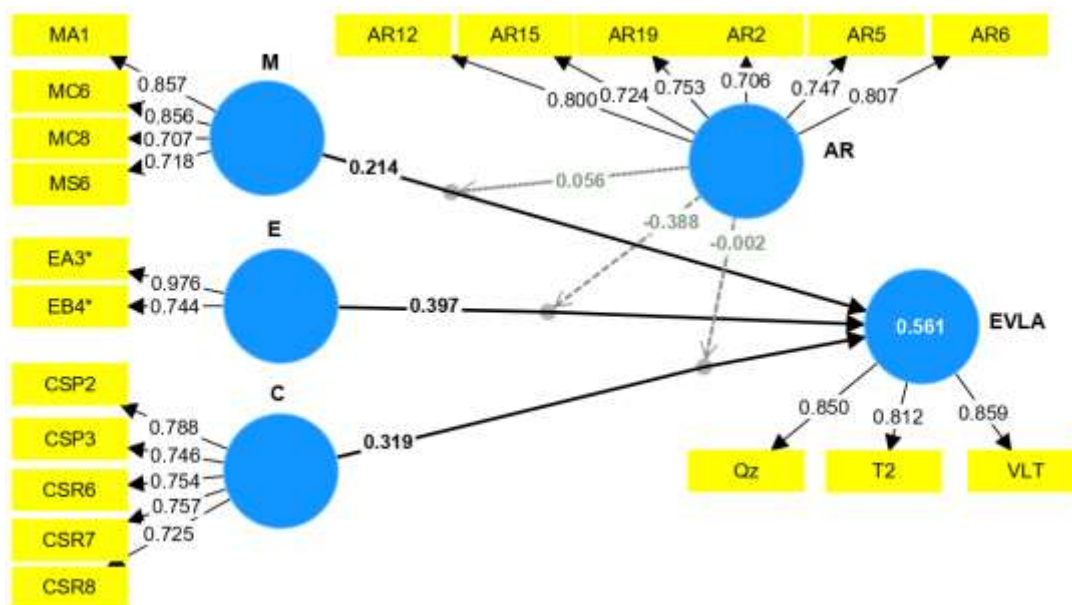 MA1
MC6
MC8
MS6
0.857
0.856
0.707
0.718
M
AR12
AR15
AR19
AR2
AR5
AR6
0.800
0.724
0.753
0.706
0.747
0.807
AR
0.214
0.056
-0.388
-0.002
EA3*
EB4*
0.976
0.744
E
0.397
CSP2
CSP3
CSR6
CSR7
CSR8
0.788
0.746
0.754
0.757
0.725
C
0.319
0.561
EVLA
0.850
0.812
0.859
Qz
T2
VLT